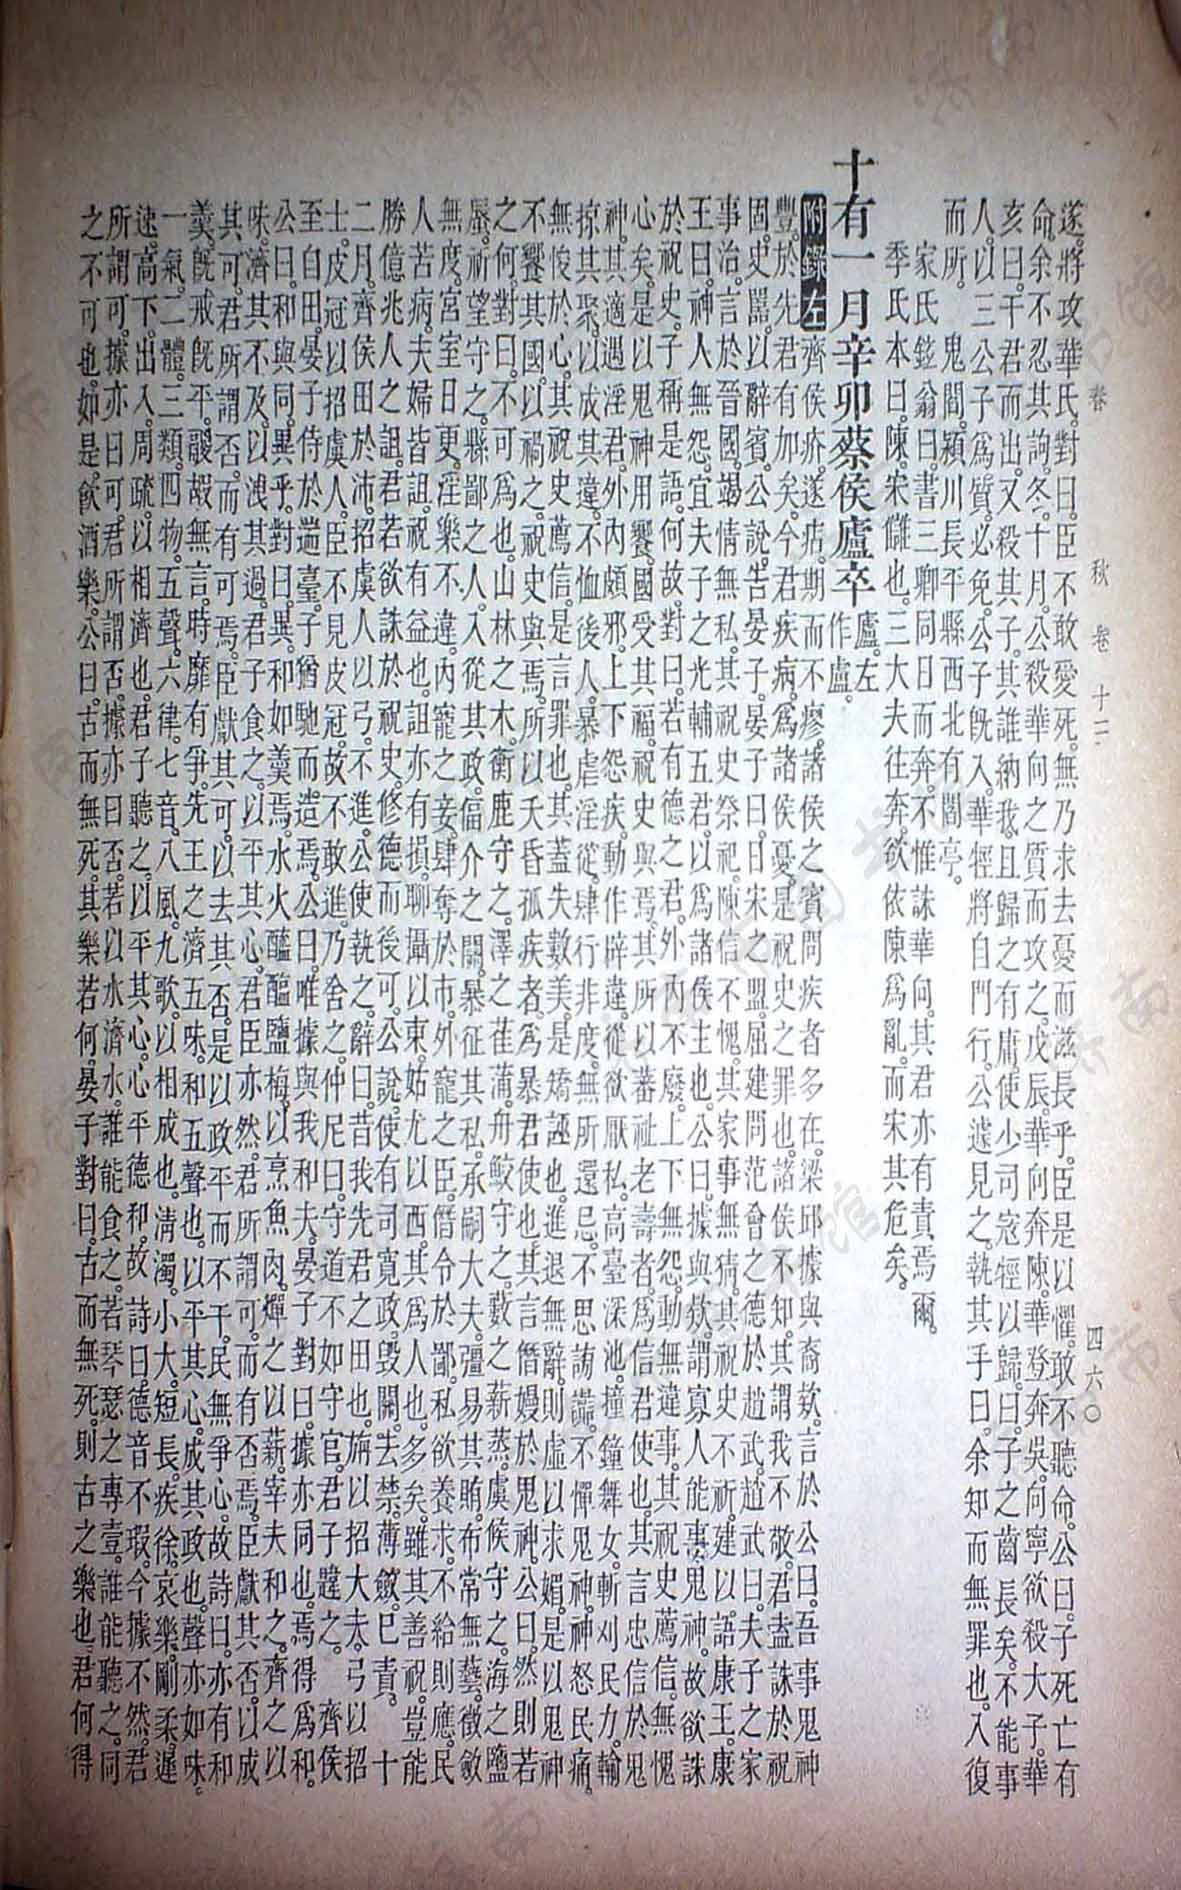 遂。將攻華氏。對曰。臣不敢愛死。無乃求去憂而滋長乎。臣是以懼。敢不聽命。公曰。子死亡有
命。余不忍其訽。冬。十月。公殺華向之質而攻之。戊辰。華向奔陳。華登奔吳。向寧欲殺大子。華
亥曰。干君而出。又殺其子。其誰納我。且歸之有庸。使少司寇牼以歸。曰。子之齒長矣。不能事
人。以三公子爲質。必免。公子旣入。華牼將自門行。公遽見之。執其手曰。余知而無罪也。入復
而所。鬼閻。潁川長平縣西北有閻亭。
家氏鉉翁曰。書三聊同日而奔。不惟誅華向。其君亦有責焉爾。
季氏本曰。陳宋讎也。三大夫往奔。欲依陳爲亂。而宋其危矣。
十有一月辛卯蔡侯廬卒 廬。左作盧。
附錄左 齊侯疥。遂痁。期而不瘳。諸侯之賓問疾者多在。梁邱據與裔款。言於公曰。吾事鬼神
豐。於先君有加矣。今君疾病。爲諸侯憂。是祝史之罪也。諸侯不知。其謂我不敬。君盍誅於祝
固。史嚚。以辭賓。公說。告晏子。晏子曰。日宋之盟。屈建問范會之德於趙武。趙武曰。夫子之家
事治。言於晉國。竭情無私。其祝史祭祀。陳信不愧。其家事無猜。其祝史不祈。建以語康王。康
王曰。神人無怨。宜夫子之光輔五君。以爲諸侯主也。公曰。據與款。謂寡人能事鬼神。故欲誅
於祝史。子稱是語。何故。對曰。若有德之君。外內不廢。上下無怨。動無違事。其祝史薦信。無愧
心矣。是以鬼神用饗。國受其福。祝史與焉。其所以蕃祉老壽者。爲信君使也。其言忠信於鬼
神。其適遇淫君。外內頗邪。上下怨疾。動作辟違。從欲厭私。高臺深池。撞鐘舞女。斬刈民力。輸
掠其聚。以成其違。不恤後人。暴虐淫從。肆行非度。無所還忌。不思謗讟。不憚鬼神。神怒民痛。
無悛於心。其祝史薦信。是言罪也。其蓋失數美。是矯誣也。進退無辭。則虛以求媚。是以鬼神
不饗其國。以禍之。祝史與焉。所以夭昏孤疾者。爲暴君使也。其言僭嫚於鬼神。公曰。然則若
之何。對曰。不可爲也。山林之木。衡鹿守之。澤之萑蒲。舟鮫守之。藪之薪蒸。虞候守之。海之鹽
蜃。祈望守之。縣鄙之人。入從其政。偪介之關。暴征其私。承嗣大夫。彊易其賄。布常無藝。徵斂
無度。宮室日更。淫樂不違。內寵之妾。肆奪於市。外寵之臣。僭令於鄙。私欲養求。不給則應。民
人苦病。夫婦皆詛。祝有益也。詛亦有損。聊攝以東。姑尤以西。其爲人也。多矣。雖其善祝。豈能
勝億兆人之詛。君若欲誅於祝史。修德而後可。公說。使有司寬政毀關。去禁。薄斂。已責。十
二月。齊侯田於沛。招虞人以弓。不進。公使執之。辭曰。昔我先君之田也。旃以招大夫。弓以招
士。皮冠以招虞人。臣不見皮冠。故不敢進。乃舍之。仲尼曰。守道不如守官。君子韙之。齊侯
至自田。晏子侍於遄臺。子猶馳而造焉。公曰。唯據與我和夫。晏子對曰。據亦同也。焉得爲和。
公曰。和與同異乎。對曰。異。和如羹焉。水火醯醢鹽梅。以烹魚肉。燀之以薪。宰夫和之。齊之以
味。濟其不及。以洩其過。君子食之。以平其心。君臣亦然。君所謂可。而有否焉。臣獻其否。以成
其可。君所謂否。而有可焉。臣獻其可。以去其否。是以政平而不干。民無爭心。故詩曰。亦有和
羹。旣戒旣平。鬷嘏無言。時靡有爭。先王之濟五味。和五聲也。以平其心。成其政也。聲亦如味。
一氣。二體。三類。四物。五聲。六律。七音。八風。九歌。以相成也。清濁。小大。短長。疾徐。哀樂。剛柔。遲
速。高下。出入。周疏。以相濟也。君子聽之。以平其心。心平德和。故詩曰。德音不瑕。今據不然。君
所謂可。據亦曰可。君所謂否。據亦曰否。若以水濟水。誰能食之。若琴瑟之專壹。誰能聽之。同
之不可也如是。飲酒樂。公曰。古而無死。其樂若何。晏子對曰。古而無死。則古之樂也。君何得
春 秋 卷十二 四六〇